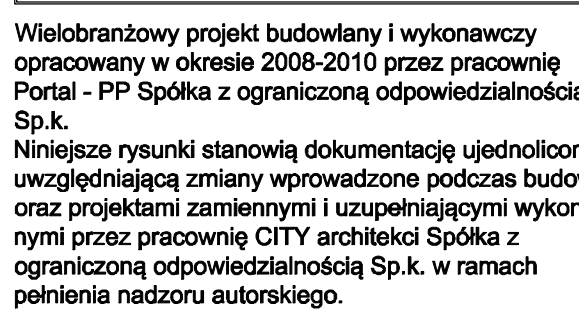 Wielobranżowy projekt budowlany i wykonawczy
opracowany w okresie 2008-2010 przez pracownię
Portal - PP Spółka z ograniczoną odpowiedzialnością
Sp.k.
Niniejsze rysunki stanowią dokumentację ujednolicon
uwzględniającą zmiany wprowadzone podczas budow
oraz projektami zamiennymi i uzupełniającymi wykon
nymi przez pracownię CITY architekci Spółka z
ograniczoną odpowiedzialnością Sp.k. w ramach
pełnienia nadzoru autorskiego.